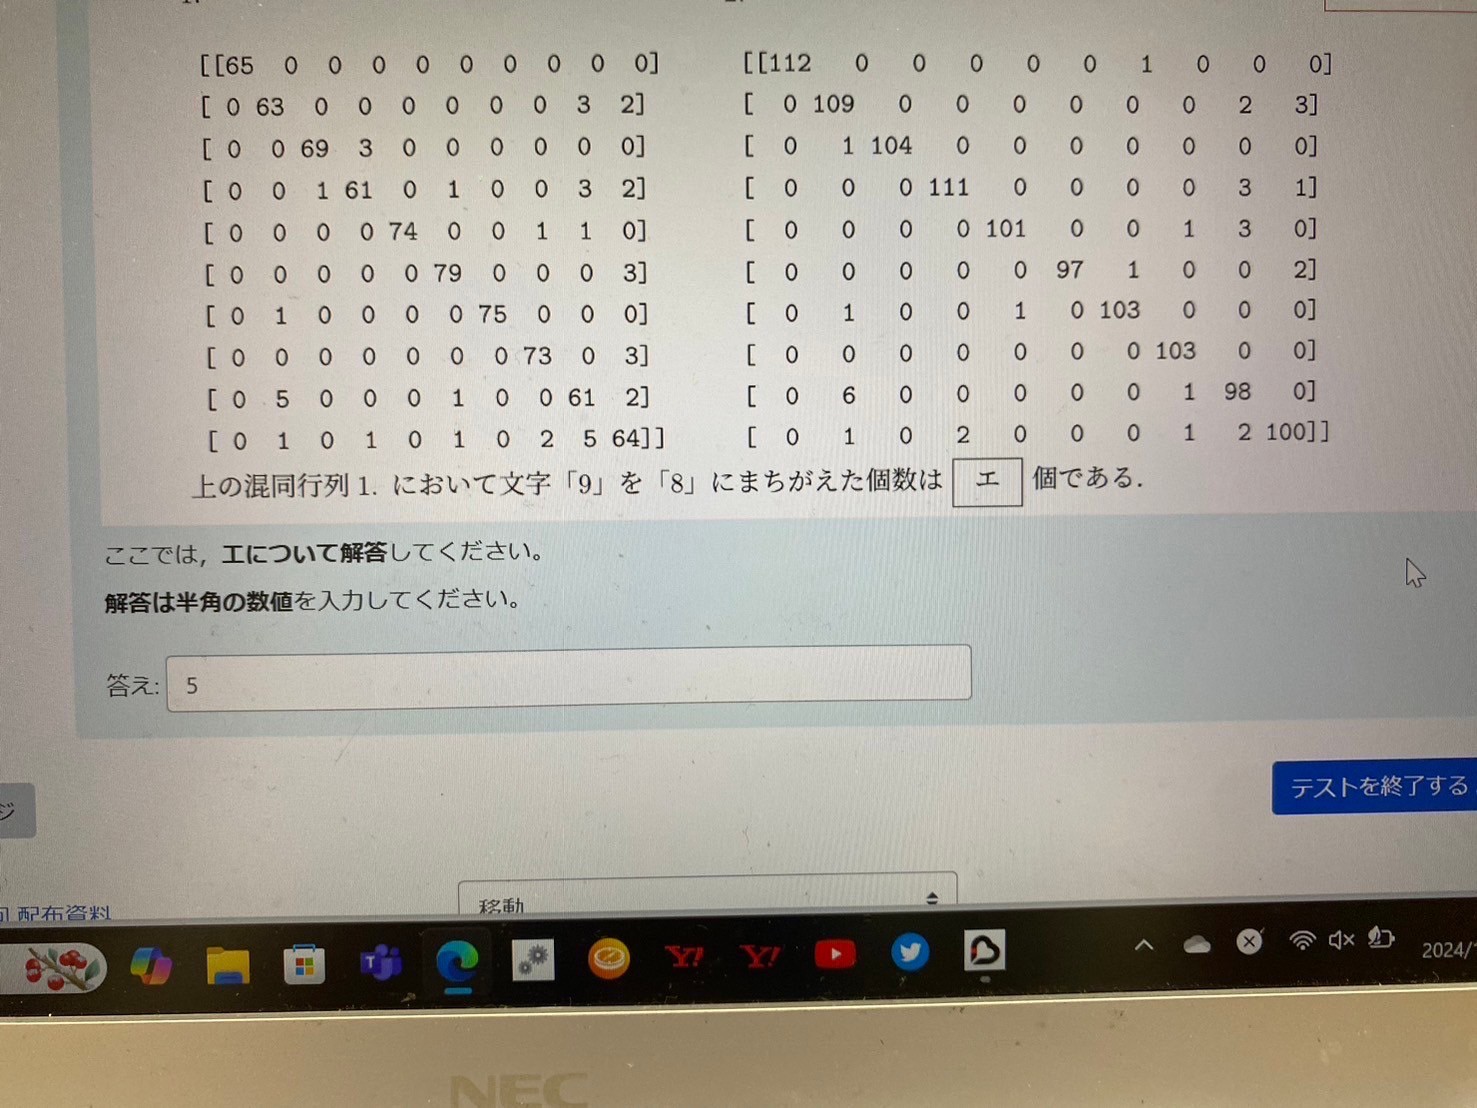 [[65 0 0 0 0 0 0 0 0 0]
[ 0 63 0 0 0 0 0 0 3 2]
[ 0 0 69 3 0 0 0 0 0 0]
[ 0 0 1 61 0 1 0 0 3 2]
[ 0 0 0 0 74 0 0 1 1 0]
[ 0 0 0 0 0 79 0 0 0 3]
[ 0 1 0 0 0 0 75 0 0 0]
[ 0 0 0 0 0 0 0 73 0 3]
[ 0 5 0 0 0 1 0 0 61 2]
[ 0 1 0 1 0 1 0 2 5 64]]
[[112 0 0 0 0 0 1 0 0 0]
[ 0 109 0 0 0 0 0 0 2 3]
[ 0 1 104 0 0 0 0 0 0 0]
[ 0 0 0 111 0 0 0 0 3 1]
[ 0 0 0 0 101 0 0 1 3 0]
[ 0 0 0 0 0 97 1 0 0 2]
[ 0 1 0 0 1 0 103 0 0 0]
[ 0 0 0 0 0 0 0 103 0 0]
[ 0 6 0 0 0 0 0 1 98 0]
[ 0 1 0 2 0 0 0 1 2 100]]
上の混同行列 1. において文字「9」を「8」にまちがえた個数は エ 個である.
ここでは, エについて解答してください。
解答は半角の数値を入力してください。
答え: 5
テストを終了する
ジ
移動
配布資料
Y!
Y!
2024/
NEC